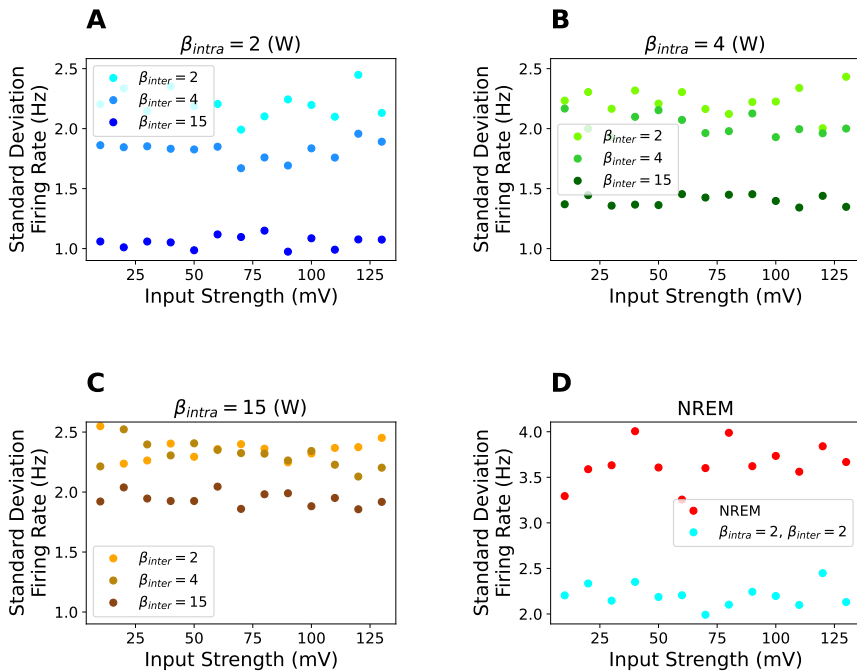 A
β_intra = 2 (W)
Standard Deviation
Firing Rate (Hz)
2.5
2.0
1.5
1.0
β_inter = 2
β_inter = 4
β_inter = 15
25
50
75
100
125
Input Strength (mV)
B
β_intra = 4 (W)
Standard Deviation
Firing Rate (Hz)
2.5
2.0
1.5
1.0
β_inter = 2
β_inter = 4
β_inter = 15
25
50
75
100
125
Input Strength (mV)
C
β_intra = 15 (W)
Standard Deviation
Firing Rate (Hz)
2.5
2.0
1.5
1.0
β_inter = 2
β_inter = 4
β_inter = 15
25
50
75
100
125
Input Strength (mV)
D
NREM
Standard Deviation
Firing Rate (Hz)
4.0
3.5
3.0
2.5
2.0
NREM
β_intra = 2, β_inter = 2
25
50
75
100
125
Input Strength (mV)